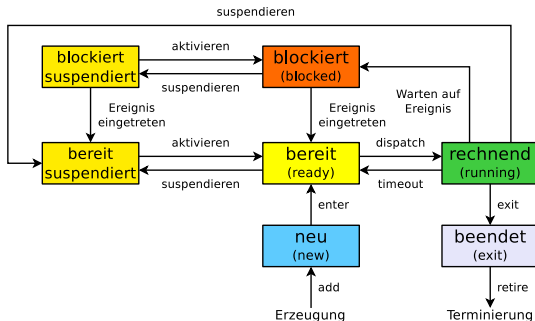 suspendieren
blockiert
suspendiert
aktivieren
suspendieren
blockiert
(blocked)
Warten auf
Ereignis
Ereignis
eingetreten
Ereignis
eingetreten
bereit
suspendiert
aktivieren
suspendieren
bereit
(ready)
dispatch
timeout
rechnend
(running)
enter
exit
neu
(new)
beendet
(exit)
add
retire
Erzeugung
Terminierung